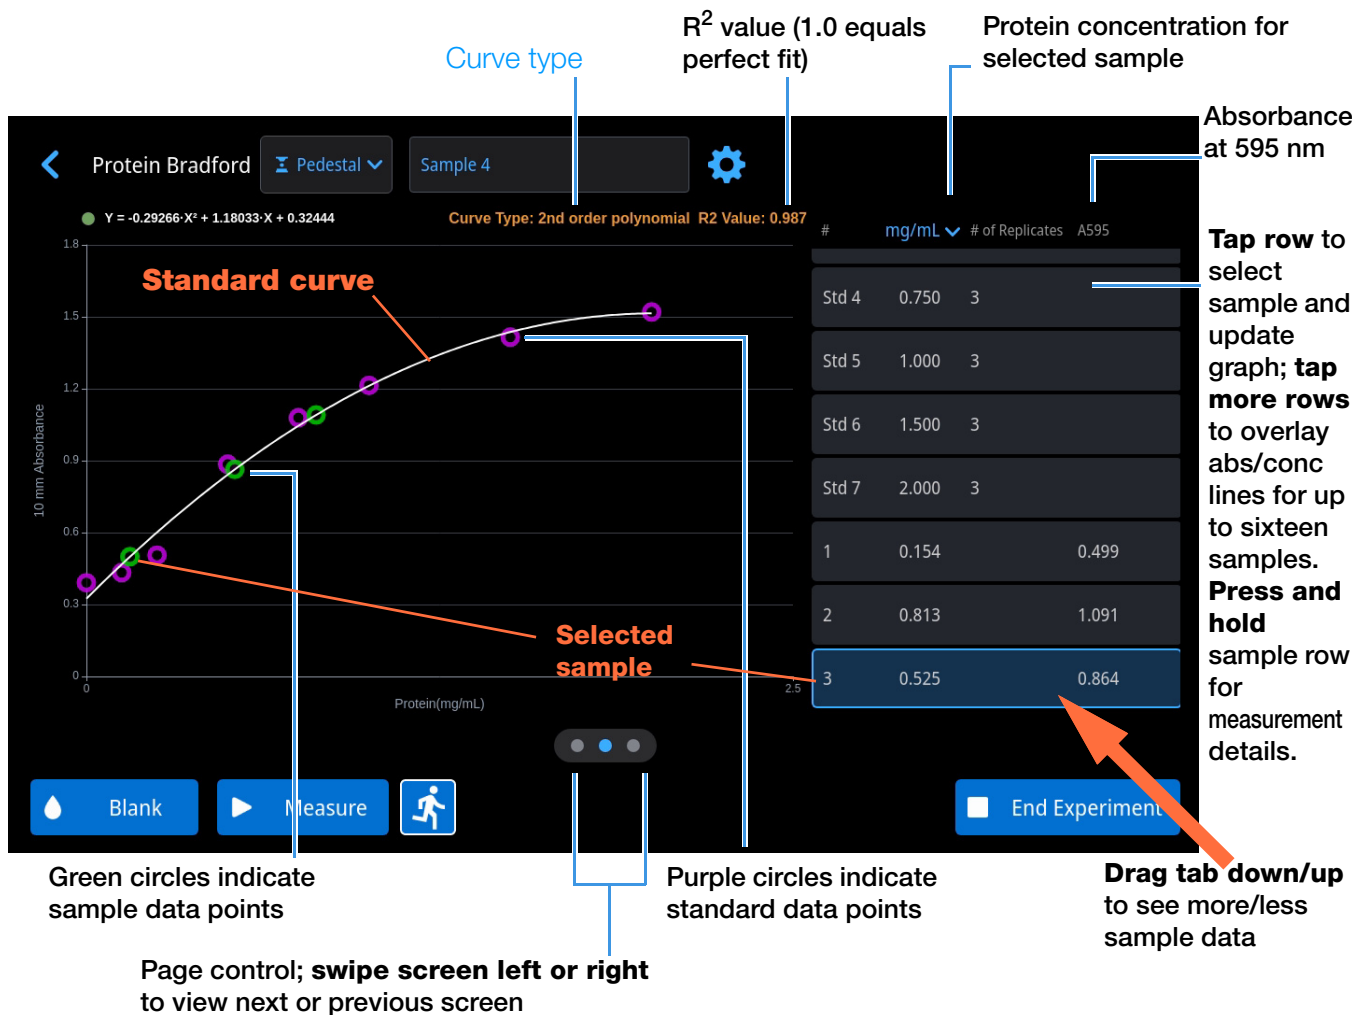 Curve type
R² value (1.0 equals
perfect fit)
Protein concentration for
selected sample
Absorbance
at 595 nm
Protein Bradford
Pedestal
Sample 4
Y = -0.29266·X² + 1.18033·X + 0.32444
Curve Type: 2nd order polynomial R2 Value: 0.987
# mg/mL # of Replicates A595
1.8
1.5
1.2
0.9
0.6
0.3
0
10 mm Absorbance
0
2.5
Protein(mg/mL)
Standard curve
Selected
sample
Std 4 0.750 3
Std 5 1.000 3
Std 6 1.500 3
Std 7 2.000 3
1 0.154 0.499
2 0.813 1.091
3 0.525 0.864
Tap row to
select
sample and
update
graph; tap
more rows
to overlay
abs/conc
lines for up
to sixteen
samples.
Press and
hold
sample row
for
measurement
details.
Blank
Measure
End Experiment
Green circles indicate
sample data points
Purple circles indicate
standard data points
Drag tab down/up
to see more/less
sample data
Page control; swipe screen left or right
to view next or previous screen